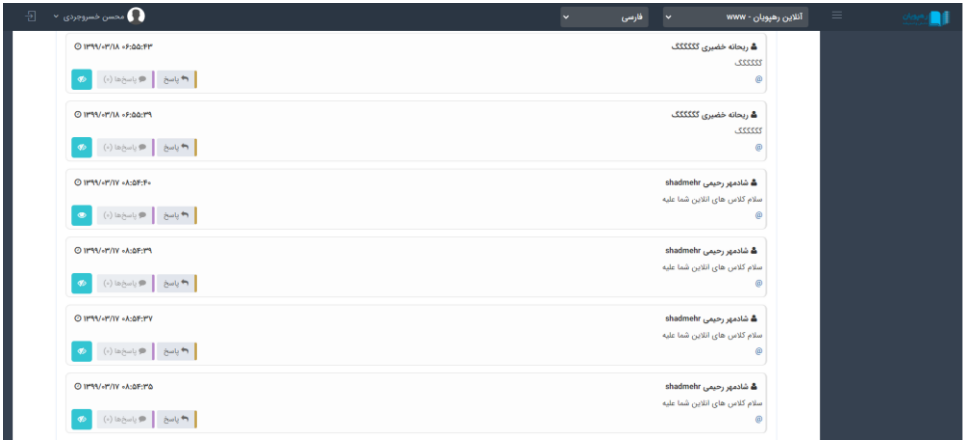 رهپویان
آنلاین رهپویان - www
فارسی
محسن خسروجردی
ریحانه خضیری کککککک
۱۳۹۹/۰۳/۱۸ ۰۶:۵۵:۴۳
کککککک
@
پاسخ
پاسخ‌ها (۰)
ریحانه خضیری کککککک
۱۳۹۹/۰۳/۱۸ ۰۶:۵۵:۳۹
کککککک
@
پاسخ
پاسخ‌ها (۰)
شادمهر رحیمی shadmehr
۱۳۹۹/۰۳/۱۷ ۰۸:۵۴:۴۰
سلام کلاس های انلاین شما علیه
@
پاسخ
پاسخ‌ها (۰)
شادمهر رحیمی shadmehr
۱۳۹۹/۰۳/۱۷ ۰۸:۵۴:۳۹
سلام کلاس های انلاین شما علیه
@
پاسخ
پاسخ‌ها (۰)
شادمهر رحیمی shadmehr
۱۳۹۹/۰۳/۱۷ ۰۸:۵۴:۳۷
سلام کلاس های انلاین شما علیه
@
پاسخ
پاسخ‌ها (۰)
شادمهر رحیمی shadmehr
۱۳۹۹/۰۳/۱۷ ۰۸:۵۴:۳۵
سلام کلاس های انلاین شما علیه
@
پاسخ
پاسخ‌ها (۰)